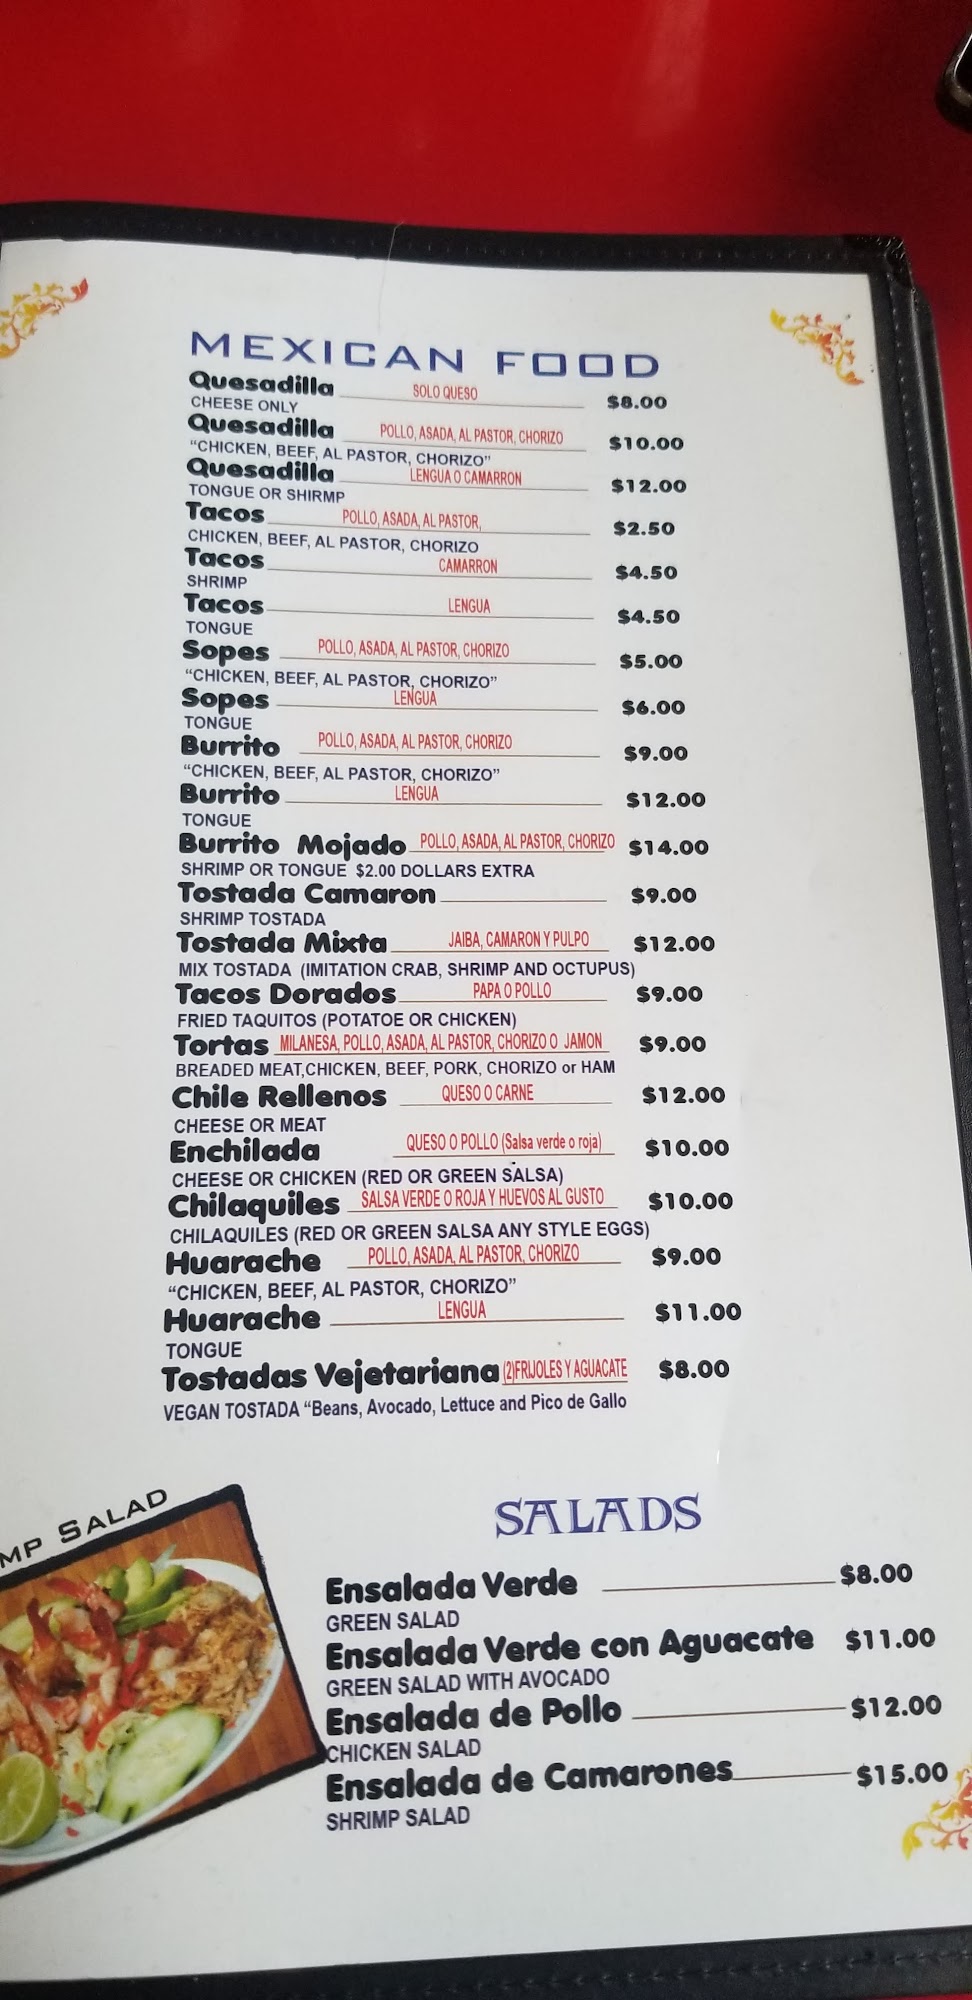 MEXICAN FOOD
Quesadilla SOLO QUESO $8.00
CHEESE ONLY
Quesadilla POLLO, ASADA, AL PASTOR, CHORIZO $10.00
"CHICKEN, BEEF, AL PASTOR, CHORIZO"
Quesadilla LENGUA O CAMARRON $12.00
TONGUE OR SHIRMP
Tacos POLLO, ASADA, AL PASTOR, $2.50
CHICKEN, BEEF, AL PASTOR, CHORIZO
Tacos CAMARRON $4.50
SHRIMP
Tacos LENGUA $4.50
TONGUE
Sopes POLLO, ASADA, AL PASTOR, CHORIZO $5.00
"CHICKEN, BEEF, AL PASTOR, CHORIZO"
Sopes LENGUA $6.00
TONGUE
Burrito POLLO, ASADA, AL PASTOR, CHORIZO $9.00
"CHICKEN, BEEF, AL PASTOR, CHORIZO"
Burrito LENGUA $12.00
TONGUE
Burrito Mojado POLLO, ASADA, AL PASTOR, CHORIZO $14.00
SHRIMP OR TONGUE $2.00 DOLLARS EXTRA
Tostada Camaron $9.00
SHRIMP TOSTADA
Tostada Mixta JAIBA, CAMARON Y PULPO $12.00
MIX TOSTADA (IMITATION CRAB, SHRIMP AND OCTUPUS)
Tacos Dorados PAPA O POLLO $9.00
FRIED TAQUITOS (POTATOE OR CHICKEN)
Tortas MILANESA, POLLO, ASADA, AL PASTOR, CHORIZO O JAMON $9.00
BREADED MEAT,CHICKEN, BEEF, PORK, CHORIZO or HAM
Chile Rellenos QUESO O CARNE $12.00
CHEESE OR MEAT
Enchilada QUESO O POLLO (Salsa verde o roja) $10.00
CHEESE OR CHICKEN (RED OR GREEN SALSA)
Chilaquiles SALSA VERDE O ROJA Y HUEVOS AL GUSTO $10.00
CHILAQUILES (RED OR GREEN SALSA ANY STYLE EGGS)
Huarache POLLO, ASADA, AL PASTOR, CHORIZO $9.00
"CHICKEN, BEEF, AL PASTOR, CHORIZO"
Huarache LENGUA $11.00
TONGUE
Tostadas Vejetariana (2)FRIJOLES Y AGUACATE $8.00
VEGAN TOSTADA "Beans, Avocado, Lettuce and Pico de Gallo
MP SALAD
SALADS
Ensalada Verde $8.00
GREEN SALAD
Ensalada Verde con Aguacate $11.00
GREEN SALAD WITH AVOCADO
Ensalada de Pollo $12.00
CHICKEN SALAD
Ensalada de Camarones $15.00
SHRIMP SALAD